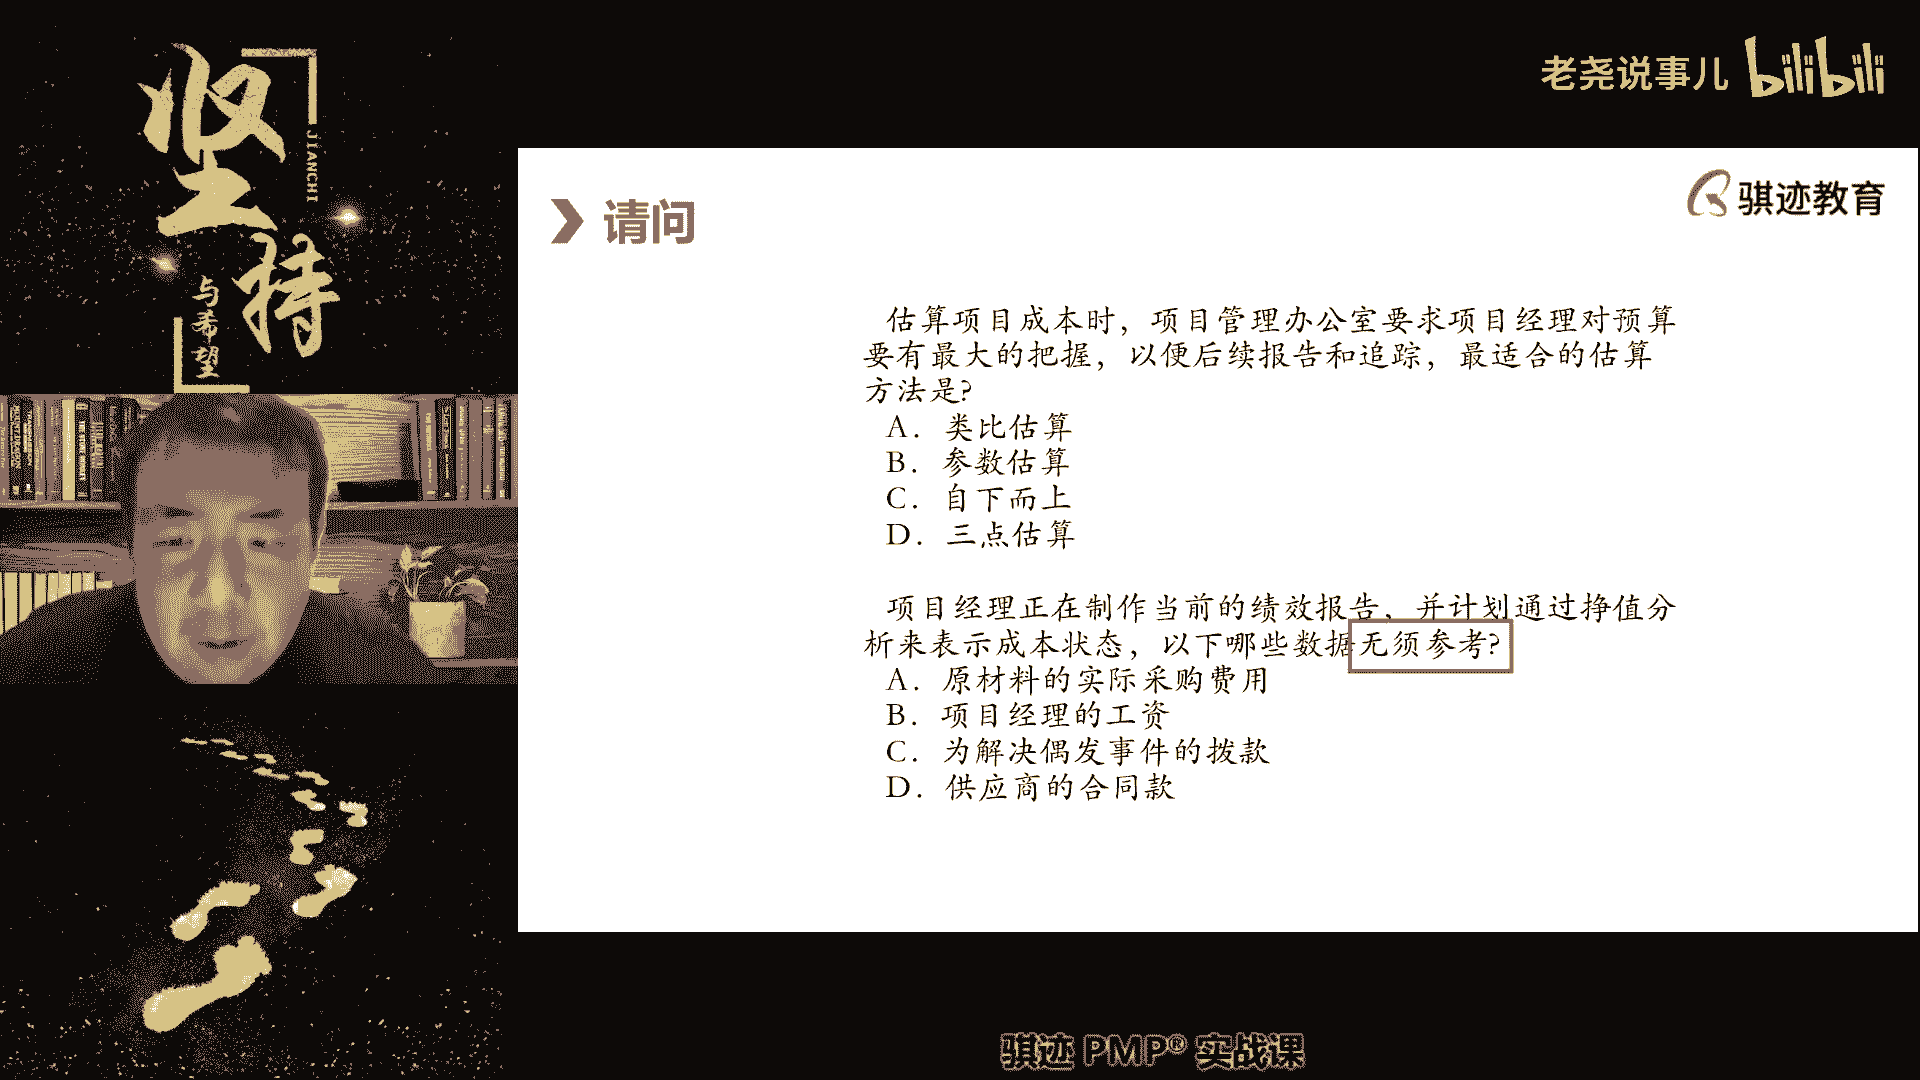 坚持
JIANCHI
与希望
老尧说事儿 bilibili
骐迹教育
请问
估算项目成本时，项目管理办公室要求项目经理对预算
要有最大的把握，以便后续报告和追踪，最适合的估算
方法是?
A. 类比估算
B. 参数估算
C. 自下而上
D. 三点估算
项目经理正在制作当前的绩效报告，并计划通过挣值分
析来表示成本状态，以下哪些数据无须参考?
A. 原材料的实际采购费用
B. 项目经理的工资
C. 为解决偶发事件的拨款
D. 供应商的合同款
骐迹 PMP® 实战课